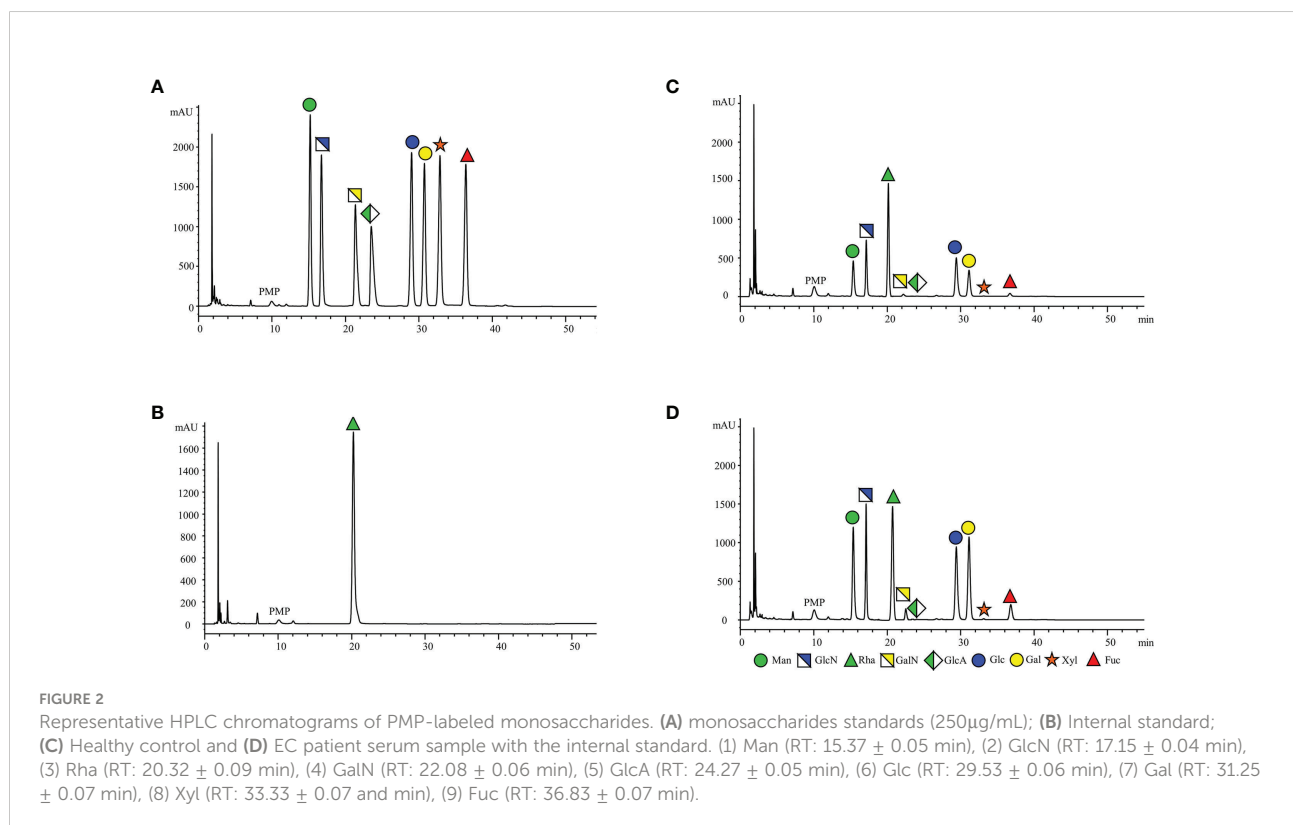 A
mAU
2000
1500
1000
500
0
PMP
0 10 20 30 40 50
C
mAU
2500
2000
1500
1000
500
0
PMP
0 10 20 30 40 min
B
mAU
1600
1400
1200
1000
800
600
400
200
0
PMP
0 10 20 30 40 50
D
mAU
2500
2000
1500
1000
500
0
PMP
0 10 20 30 40 50 min
Man GlcN Rha GalN GlcA Glc Gal Xyl Fuc
FIGURE 2
Representative HPLC chromatograms of PMP-labeled monosaccharides. (A) monosaccharides standards (250µg/mL); (B) Internal standard;
(C) Healthy control and (D) EC patient serum sample with the internal standard. (1) Man (RT: 15.37 ± 0.05 min), (2) GlcN (RT: 17.15 ± 0.04 min),
(3) Rha (RT: 20.32 ± 0.09 min), (4) GalN (RT: 22.08 ± 0.06 min), (5) GlcA (RT: 24.27 ± 0.05 min), (6) Glc (RT: 29.53 ± 0.06 min), (7) Gal (RT: 31.25
± 0.07 min), (8) Xyl (RT: 33.33 ± 0.07 and min), (9) Fuc (RT: 36.83 ± 0.07 min).